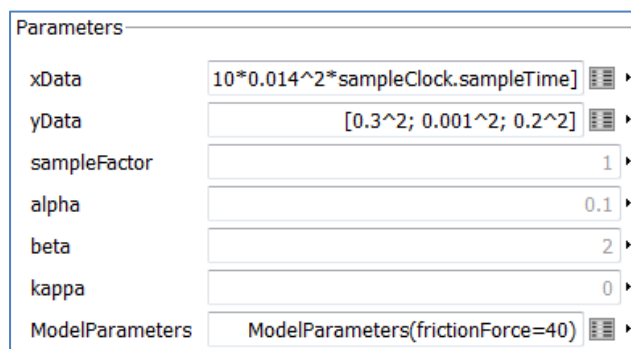 Parameters
xData 10*0.014^2*sampleClock.sampleTime]
yData [0.3^2; 0.001^2; 0.2^2]
sampleFactor 1
alpha 0.1
beta 2
kappa 0
ModelParameters ModelParameters(frictionForce=40)